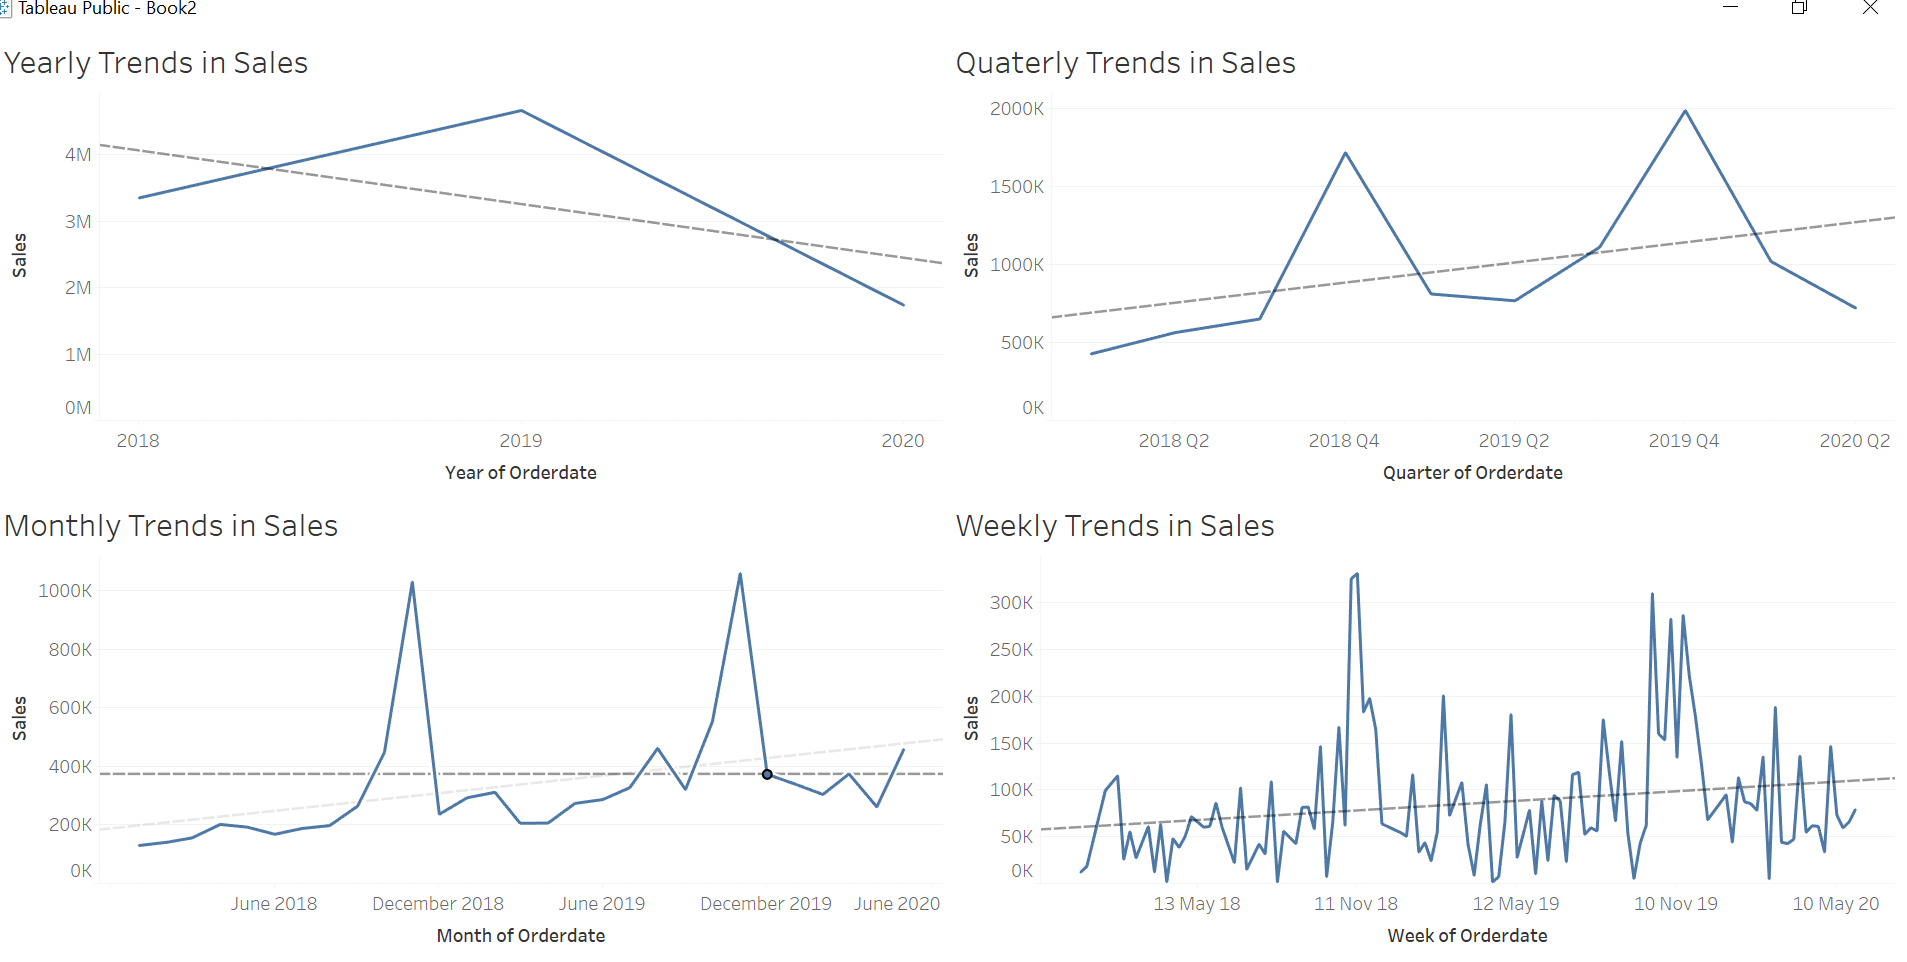 Tableau Public - Book2
Yearly Trends in Sales
4M
3M
2M
1M
0M
Sales
2018 2019 2020
Year of Orderdate
Quaterly Trends in Sales
2000K
1500K
1000K
500K
0K
Sales
2018 Q2 2018 Q4 2019 Q2 2019 Q4 2020 Q2
Quarter of Orderdate
Monthly Trends in Sales
1000K
800K
600K
400K
200K
0K
Sales
June 2018 December 2018 June 2019 December 2019 June 2020
Month of Orderdate
Weekly Trends in Sales
300K
250K
200K
150K
100K
50K
0K
Sales
13 May 18 11 Nov 18 12 May 19 10 Nov 19 10 May 20
Week of Orderdate